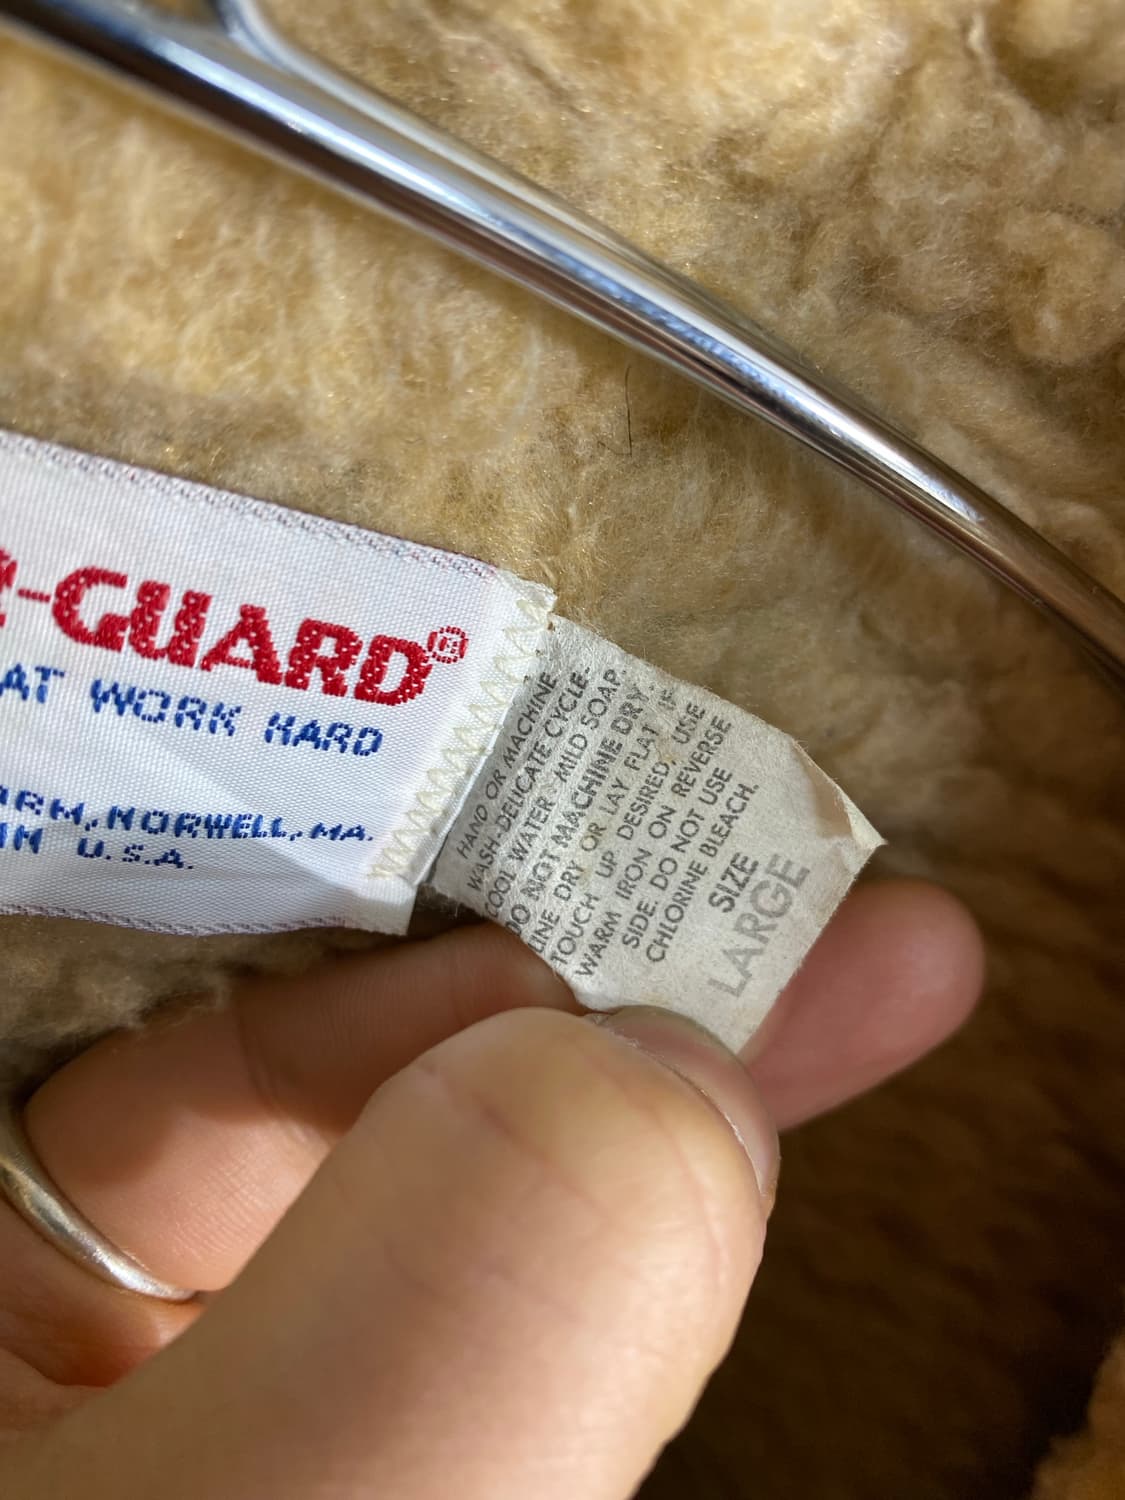 -GUARD®
AT WORK HARD
ARM, NORWELL, MA.
IN U.S.A.
HAND OR MACHINE
WASH-DELICATE CYCLE-
COOL WATER-MILD SOAP.
DO NOT MACHINE DRY.
LINE DRY OR LAY FLAT IF
TOUCH UP DESIRED, USE
WARM IRON ON REVERSE
SIDE. DO NOT USE
CHLORINE BLEACH.
SIZE
LARGE